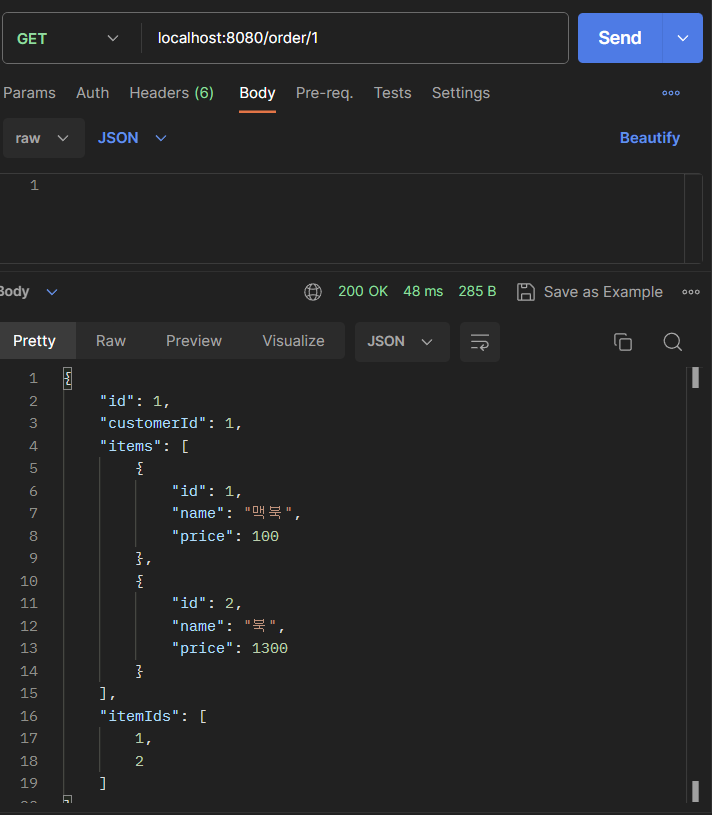 GET localhost:8080/order/1 Send
Params Auth Headers (6) Body Pre-req. Tests Settings
raw JSON Beautify
1
Body 200 OK 48 ms 285 B Save as Example
Pretty Raw Preview Visualize JSON
1 {
2 "id": 1,
3 "customerId": 1,
4 "items": [
5 {
6 "id": 1,
7 "name": "맥북",
8 "price": 100
9 },
10 {
11 "id": 2,
12 "name": "북",
13 "price": 1300
14 }
15 ],
16 "itemIds": [
17 1,
18 2
19 ]
20 }